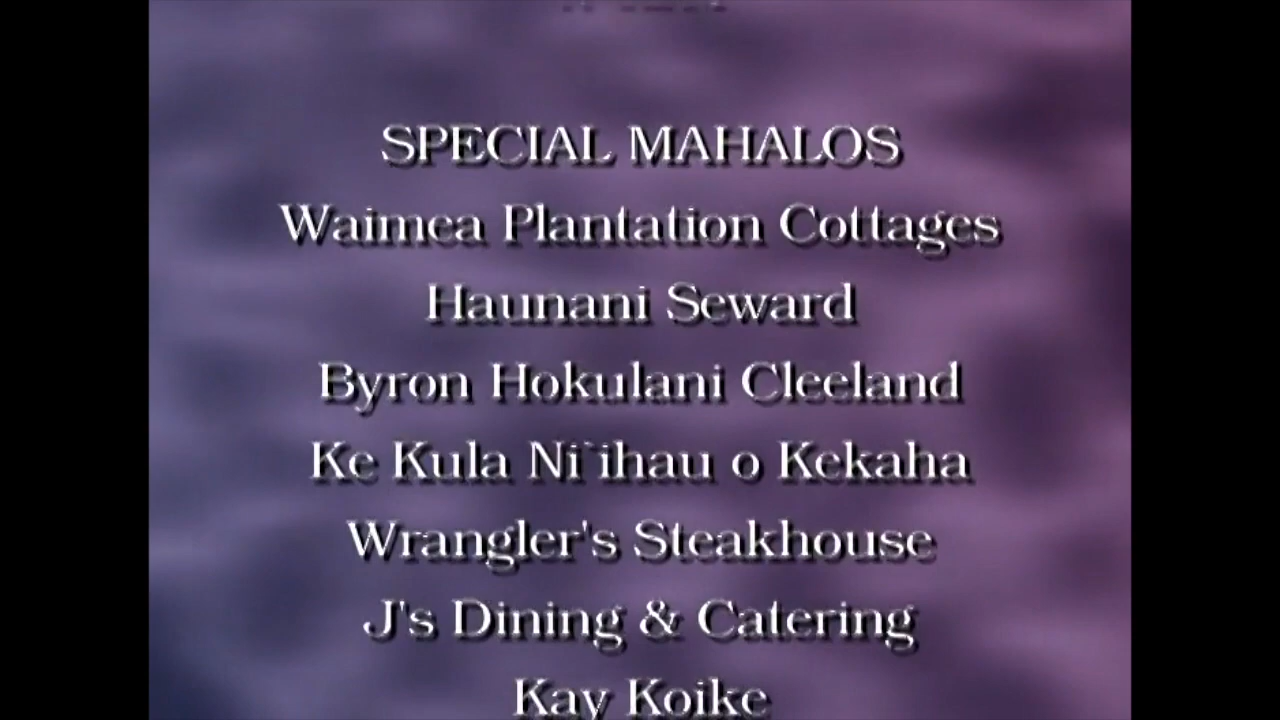 SPECIAL MAHALOS
Waimea Plantation Cottages
Haunani Seward
Byron Hokulani Cleeland
Ke Kula Ni`ihau o Kekaha
Wrangler's Steakhouse
J's Dining & Catering
Kay Koike